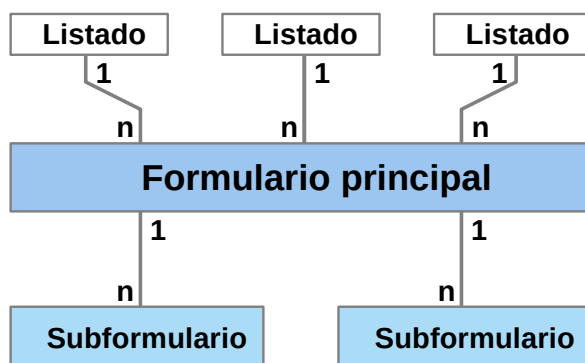 Listado Listado Listado
1 1 1
n n n
Formulario principal
1 1
n n
Subformulario Subformulario